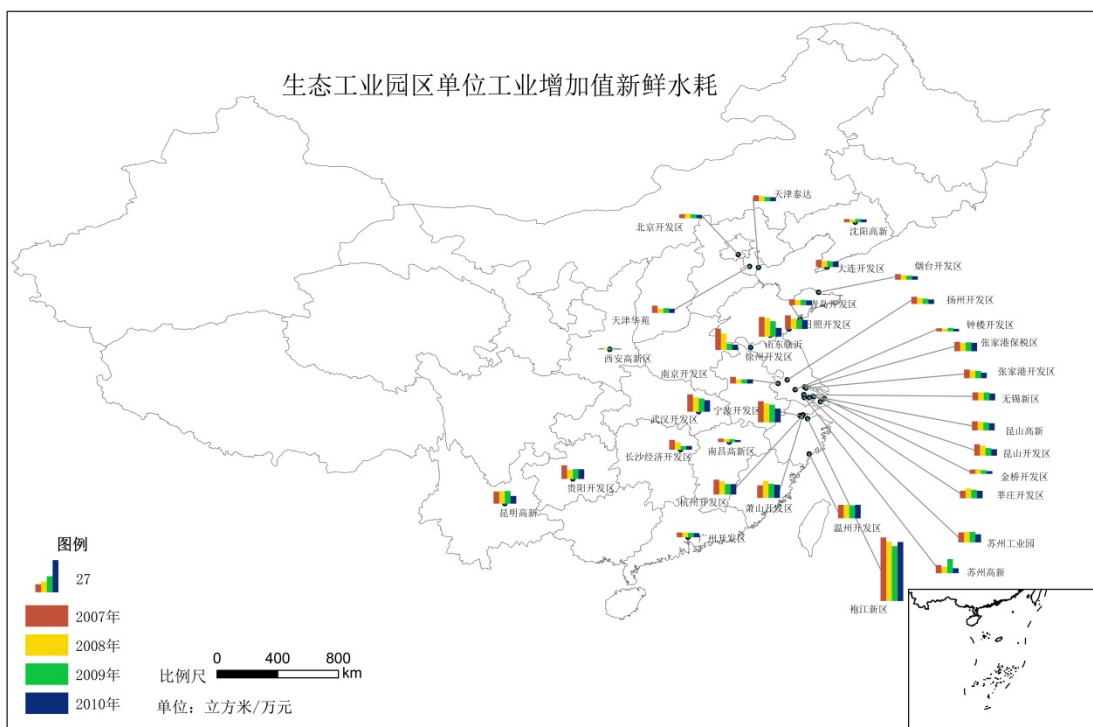 生态工业园区单位工业增加值新鲜水耗
天津泰达
北京开发区
沈阳高新
大连开发区
烟台开发区
青岛开发区
扬州开发区
天津华苑
日照开发区
钟楼开发区
山东临沂
张家港保税区
西安高新区
徐州开发区
南京开发区
张家港开发区
无锡新区
武汉开发区
宁波开发区
昆山高新
长沙经济开发区
南昌高新区
昆山开发区
金桥开发区
贵阳开发区
莘庄开发区
杭州开发区
萧山开发区
昆明高新
温州开发区
广州开发区
苏州工业园
苏州高新
袍江新区
图例
27
2007年
2008年
2009年
2010年
比例尺
0 400 800
km
单位：立方米/万元